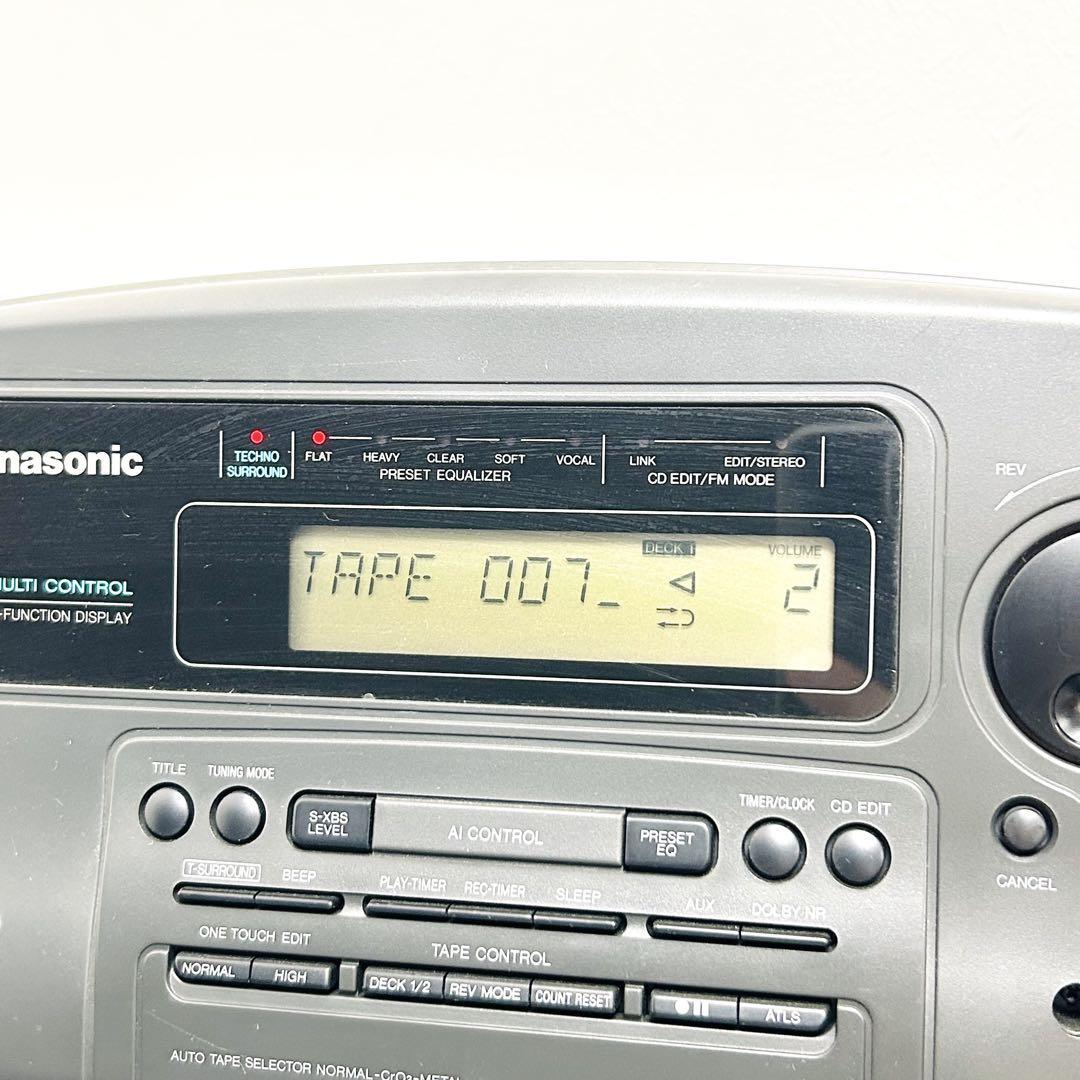 nasonic
TECHNO
SURROUND
FLAT
HEAVY
CLEAR
SOFT
VOCAL
PRESET EQUALIZER
LINK
EDIT/STEREO
CD EDIT/FM MODE
REV
MULTI CONTROL
-FUNCTION DISPLAY
TAPE 007_
DECK 1
VOLUME
2
TITLE
TUNING MODE
S-XBS
LEVEL
AI CONTROL
PRESET
EQ
TIMER/CLOCK
CD EDIT
CANCEL
T-SURROUND
BEEP
PLAY-TIMER
REC-TIMER
SLEEP
AUX
DOLBY NR
ONE TOUCH EDIT
TAPE CONTROL
NORMAL
HIGH
DECK 1/2
REV MODE
COUNT RESET
ATLS
AUTO TAPE SELECTOR NORMAL-CrO2-METAL